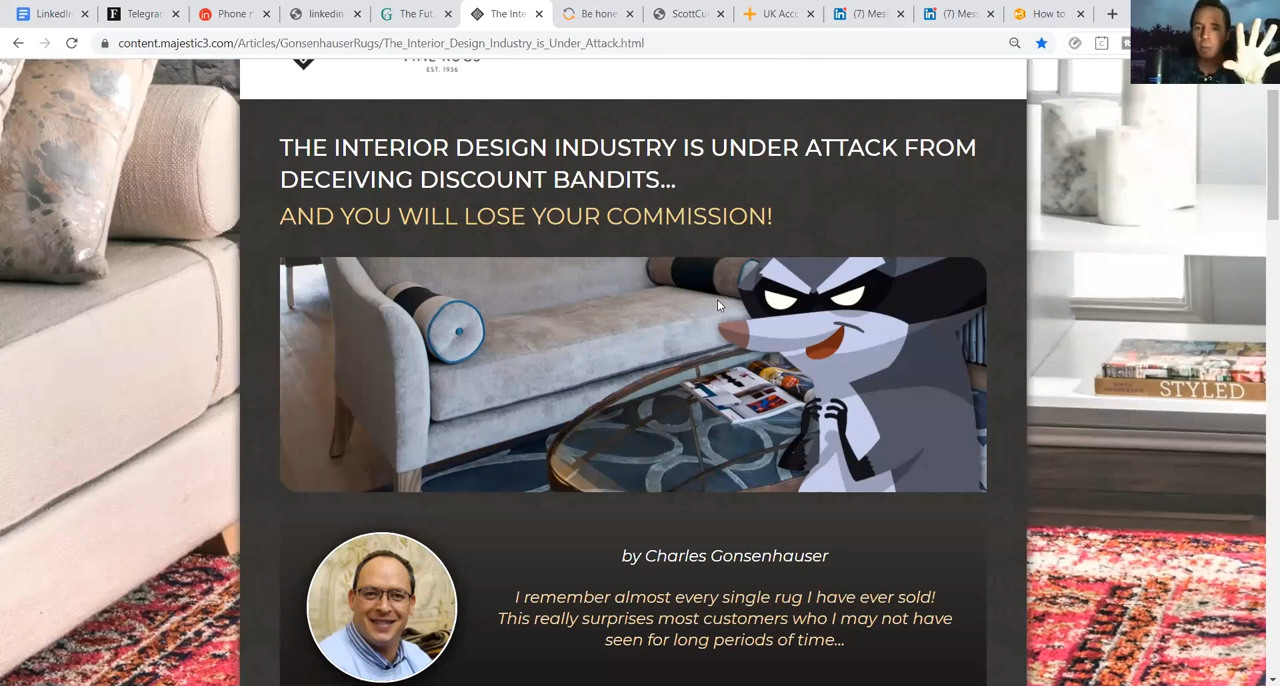 LinkedIn
Telegram
Phone n
linkedin
The Fut
The Inte
Be hone
ScottCu
UK Acco
(7) Mess
(7) Mess
How to
content.majestic3.com/Articles/GonsenhauserRugs/The_Interior_Design_Industry_is_Under_Attack.html
FINE RUGS
EST. 1936
THE INTERIOR DESIGN INDUSTRY IS UNDER ATTACK FROM
DECEIVING DISCOUNT BANDITS...
AND YOU WILL LOSE YOUR COMMISSION!
STYLED
by Charles Gonsenhauser
I remember almost every single rug I have ever sold!
This really surprises most customers who I may not have
seen for long periods of time...